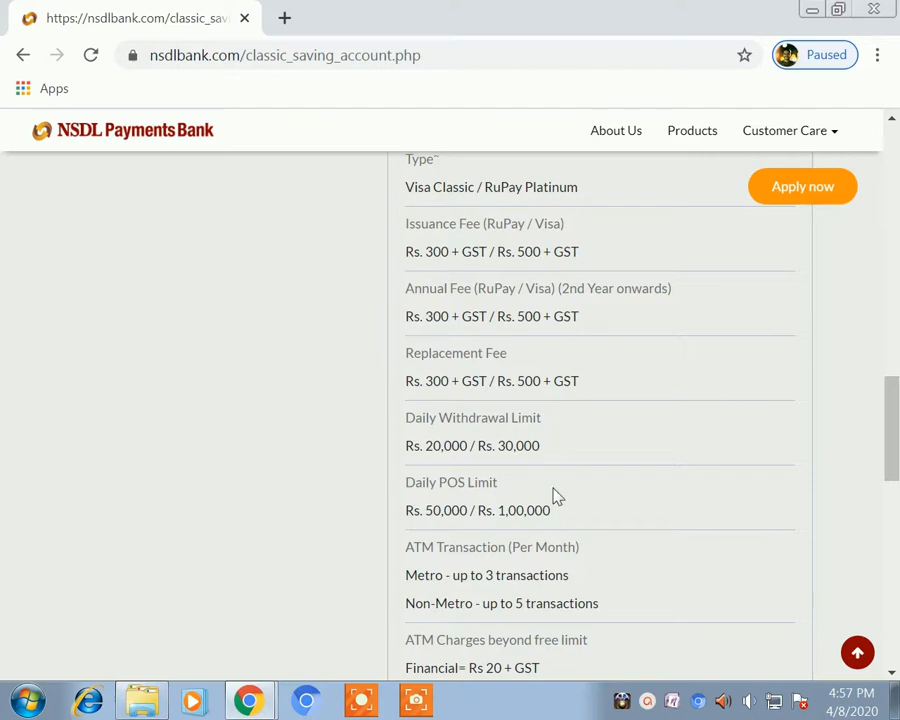 https://nsdlbank.com/classic_sav
nsdlbank.com/classic_saving_account.php
Paused
Apps
NSDL Payments Bank
About Us
Products
Customer Care
Type~
Visa Classic / RuPay Platinum
Apply now
Issuance Fee (RuPay / Visa)
Rs. 300 + GST / Rs. 500 + GST
Annual Fee (RuPay / Visa) (2nd Year onwards)
Rs. 300 + GST / Rs. 500 + GST
Replacement Fee
Rs. 300 + GST / Rs. 500 + GST
Daily Withdrawal Limit
Rs. 20,000 / Rs. 30,000
Daily POS Limit
Rs. 50,000 / Rs. 1,00,000
ATM Transaction (Per Month)
Metro - up to 3 transactions
Non-Metro - up to 5 transactions
ATM Charges beyond free limit
Financial= Rs 20 + GST
4:57 PM
4/8/2020